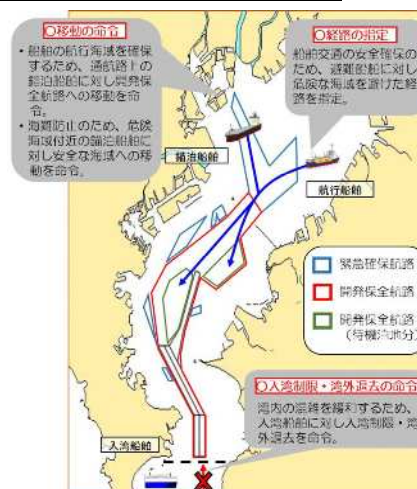 ○移動の命令
・船舶の航行海域を確保
するため、通航路上の
錨泊船舶に対し開発保
全航路への移動を命
令。
・海難防止のため、危険
海域付近の錨泊船舶に
対し安全な海域への移
動を命令。
○経路の指定
船舶交通の安全確保の
ため、避難船舶に対し
危険な海域を避けた経
路を指定。
錨泊船舶
航行船舶
緊急確保航路
開発保全航路
開発保全航路
(待機泊地分)
○入湾制限・湾外退去の命令
湾内の混雑を緩和するため、
入湾船舶に対し入湾制限・湾
外退去を命令。
入湾船舶